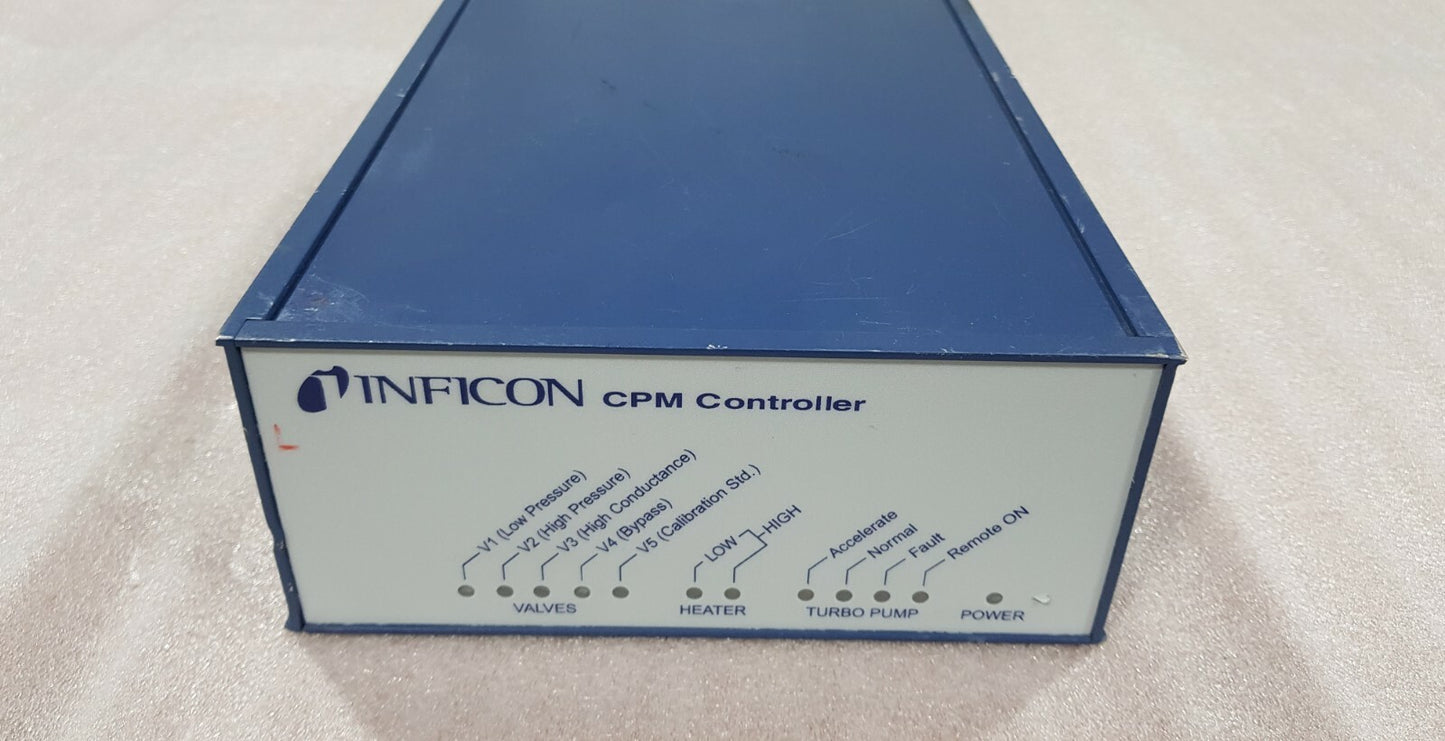 INFICON CPM Controller
V1 (Low Pressure)
V2 (High Pressure)
V3 (High Conductance)
V4 (Bypass)
V5 (Calibration Std.)
VALVES
LOW
HIGH
HEATER
Accelerate
Normal
Fault
Remote ON
TURBO PUMP
POWER